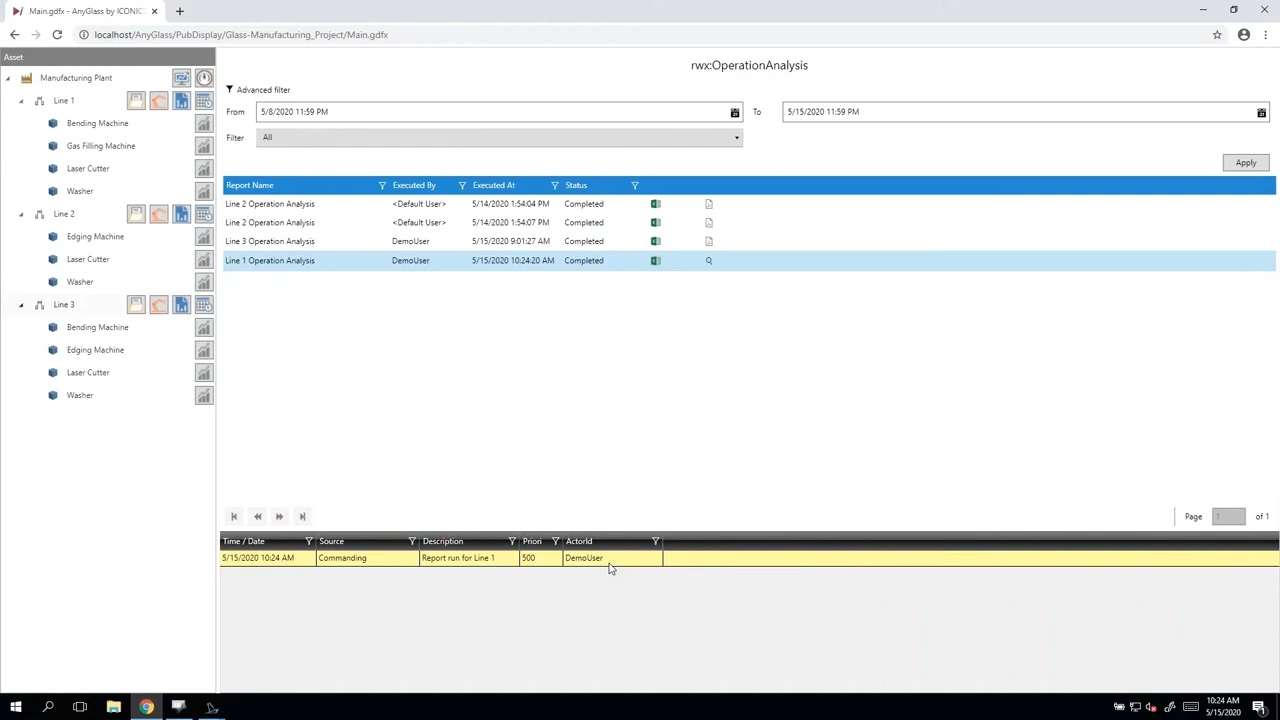 Main.gdfx - AnyGlass by ICONICS
localhost/AnyGlass/PubDisplay/Glass-Manufacturing_Project/Main.gdfx
Asset
Manufacturing Plant
Line 1
Bending Machine
Gas Filling Machine
Laser Cutter
Washer
Line 2
Edging Machine
Laser Cutter
Washer
Line 3
Bending Machine
Edging Machine
Laser Cutter
Washer
rwx:OperationAnalysis
Advanced filter
From 5/8/2020 11:59 PM To 5/15/2020 11:59 PM
Filter All
Apply
Report Name Executed By Executed At Status
Line 2 Operation Analysis <Default User> 5/14/2020 1:54:04 PM Completed
Line 2 Operation Analysis <Default User> 5/14/2020 1:54:07 PM Completed
Line 3 Operation Analysis DemoUser 5/15/2020 9:01:27 AM Completed
Line 1 Operation Analysis DemoUser 5/15/2020 10:24:20 AM Completed
Page 1 of 1
Time / Date Source Description Priori ActorId
5/15/2020 10:24 AM Commanding Report run for Line 1 500 DemoUser
10:24 AM
5/15/2020